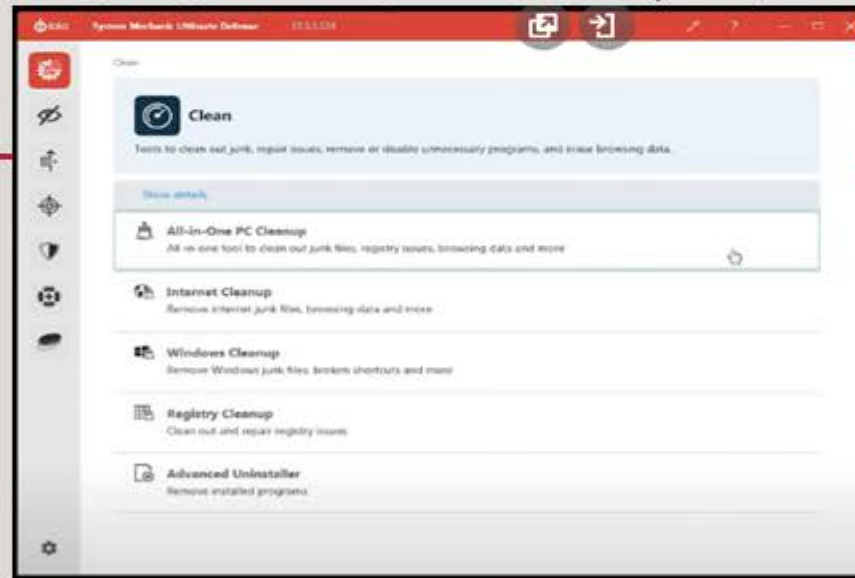 iolo System Mechanic Ultimate Defense
Clean
Clean
Tools to clean out junk, repair issues, remove or disable unnecessary programs, and erase browsing data.
Show details
All-in-One PC Cleanup
All-in-one tool to clean out junk files, registry issues, browsing data and more
Internet Cleanup
Remove internet junk files, browsing data and more
Windows Cleanup
Remove Windows junk files, broken shortcuts and more
Registry Cleanup
Clean out and repair registry issues
Advanced Uninstaller
Remove installed programs